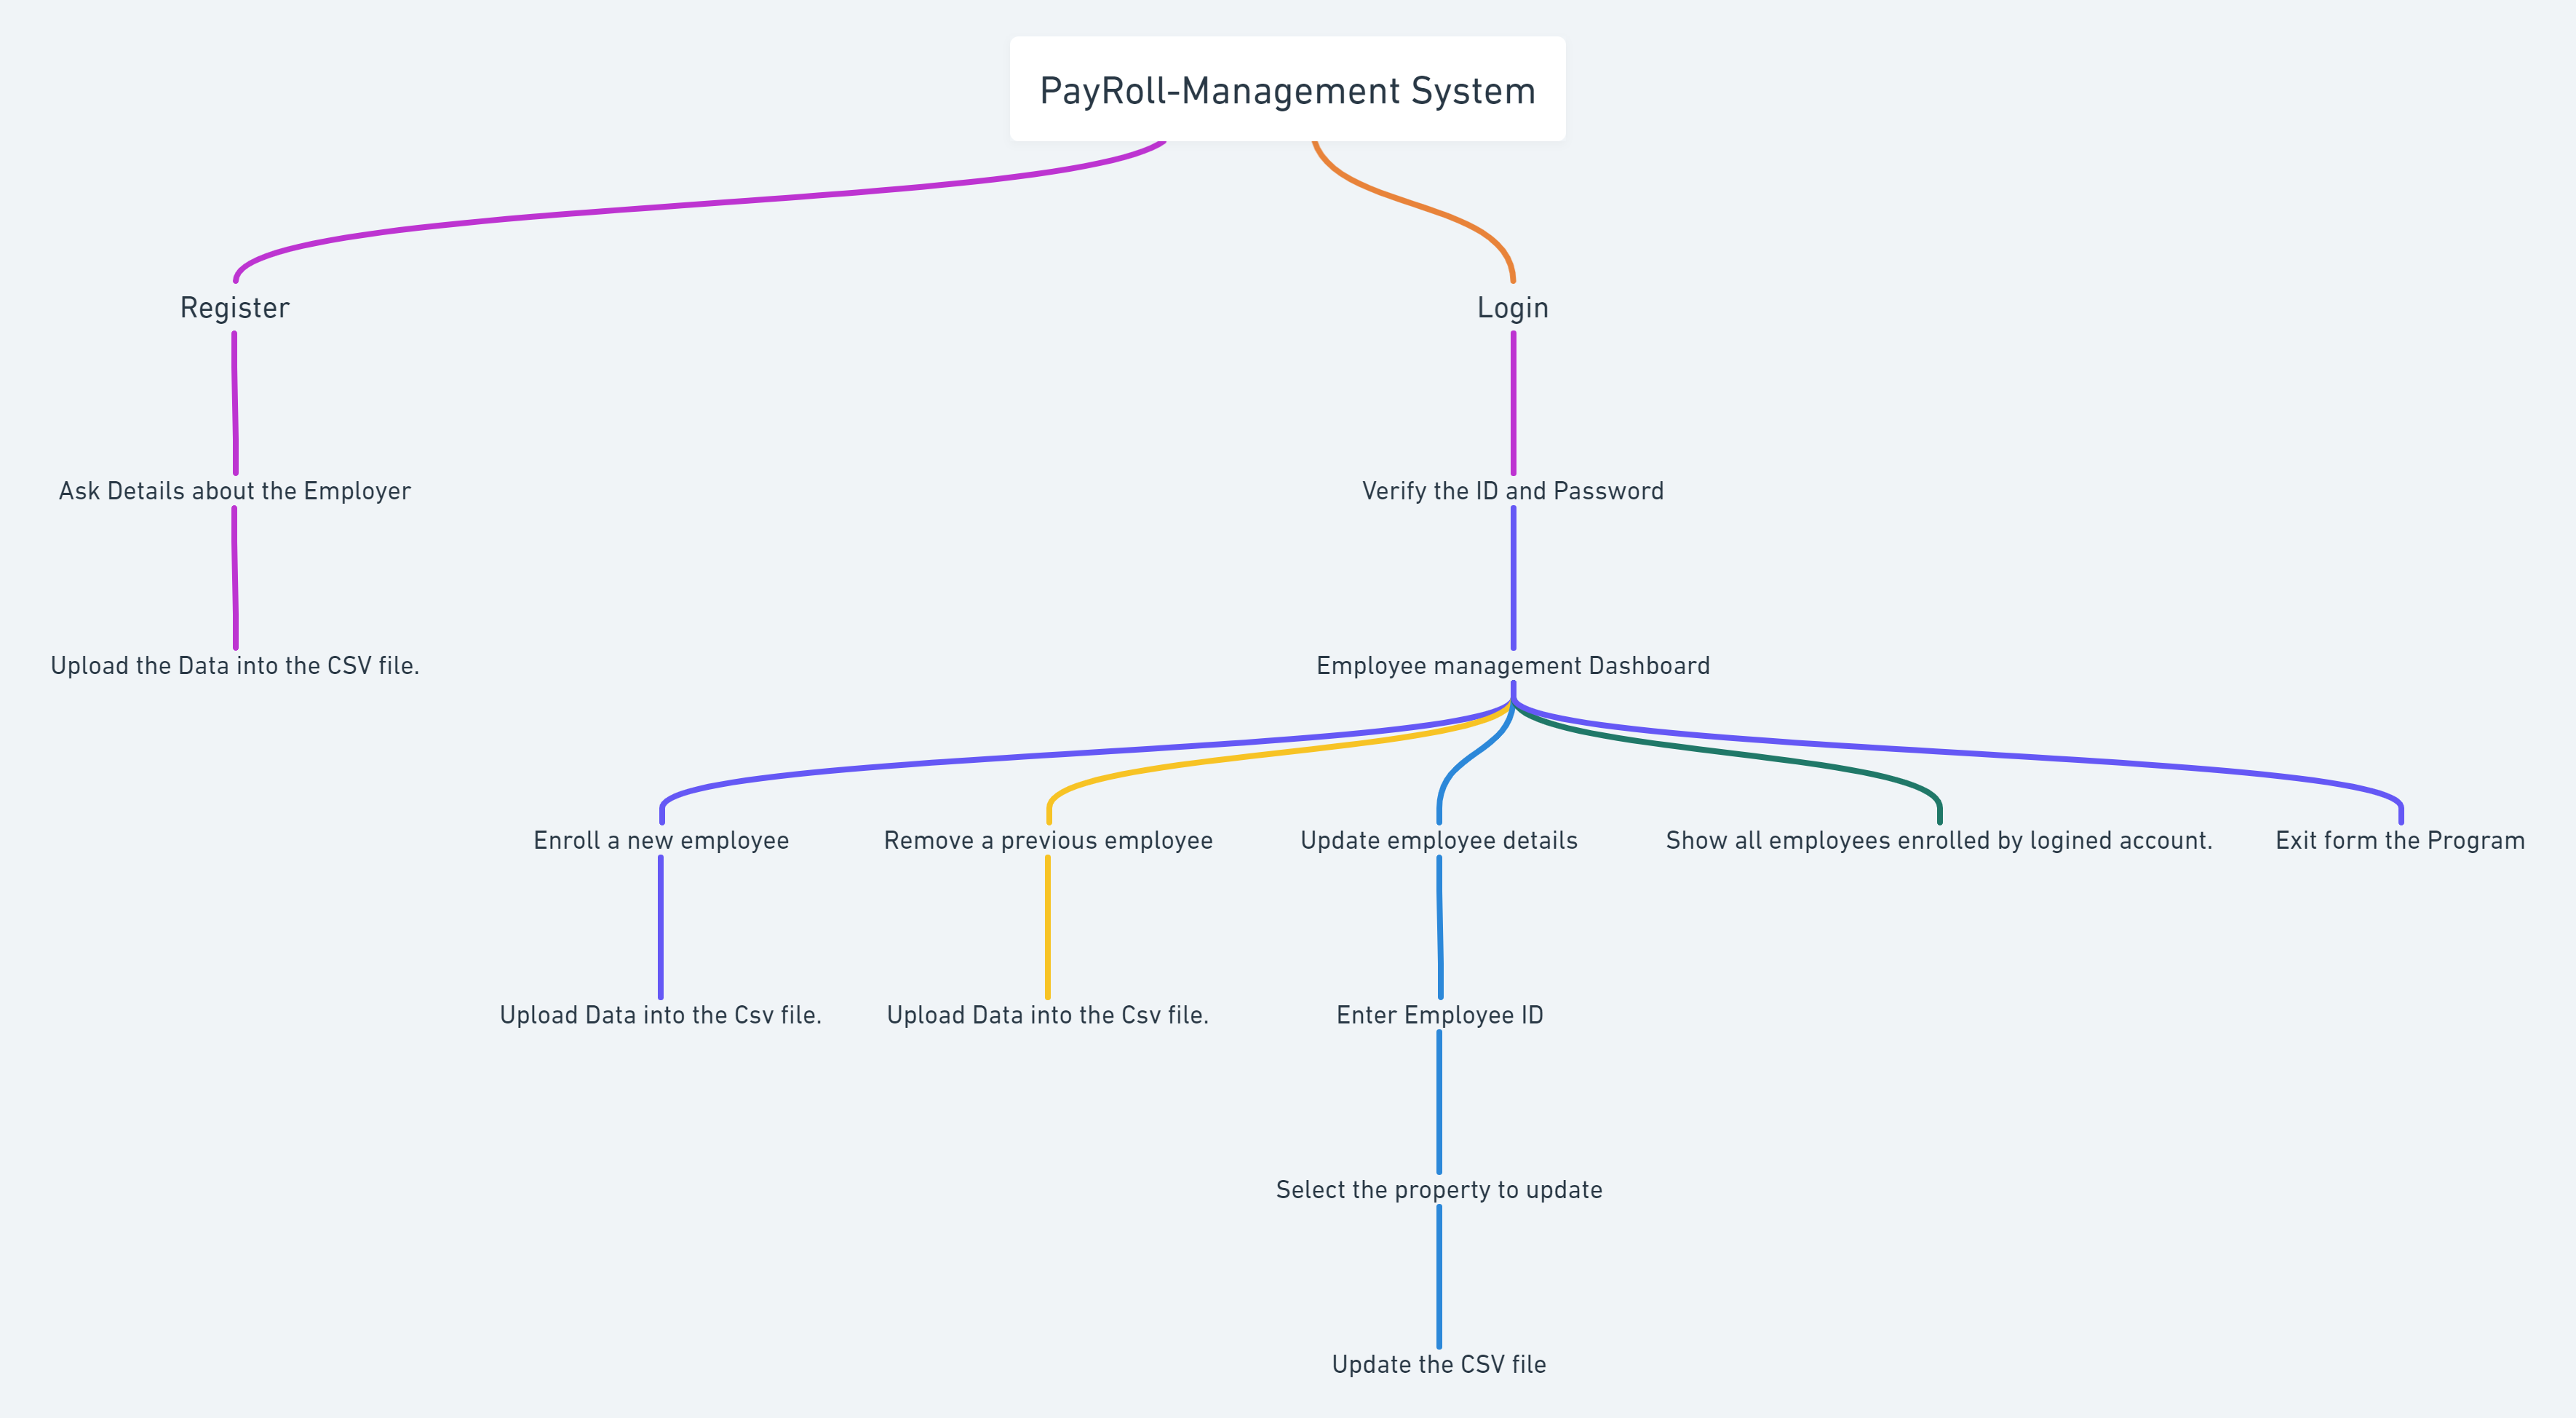 PayRoll-Management System
Register
Login
Ask Details about the Employer
Verify the ID and Password
Upload the Data into the CSV file.
Employee management Dashboard
Enroll a new employee
Remove a previous employee
Update employee details
Show all employees enrolled by logined account.
Exit form the Program
Upload Data into the Csv file.
Upload Data into the Csv file.
Enter Employee ID
Select the property to update
Update the CSV file